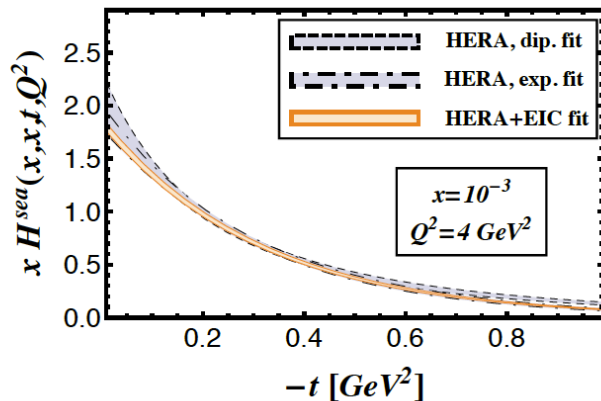 3.0
2.5
2.0
1.5
1.0
0.5
0.0
x H^sea(x,x,t,Q^2)
HERA, dip. fit
HERA, exp. fit
HERA+EIC fit
x=10^-3
Q^2=4 GeV^2
0.2 0.4 0.6 0.8
-t [GeV^2]